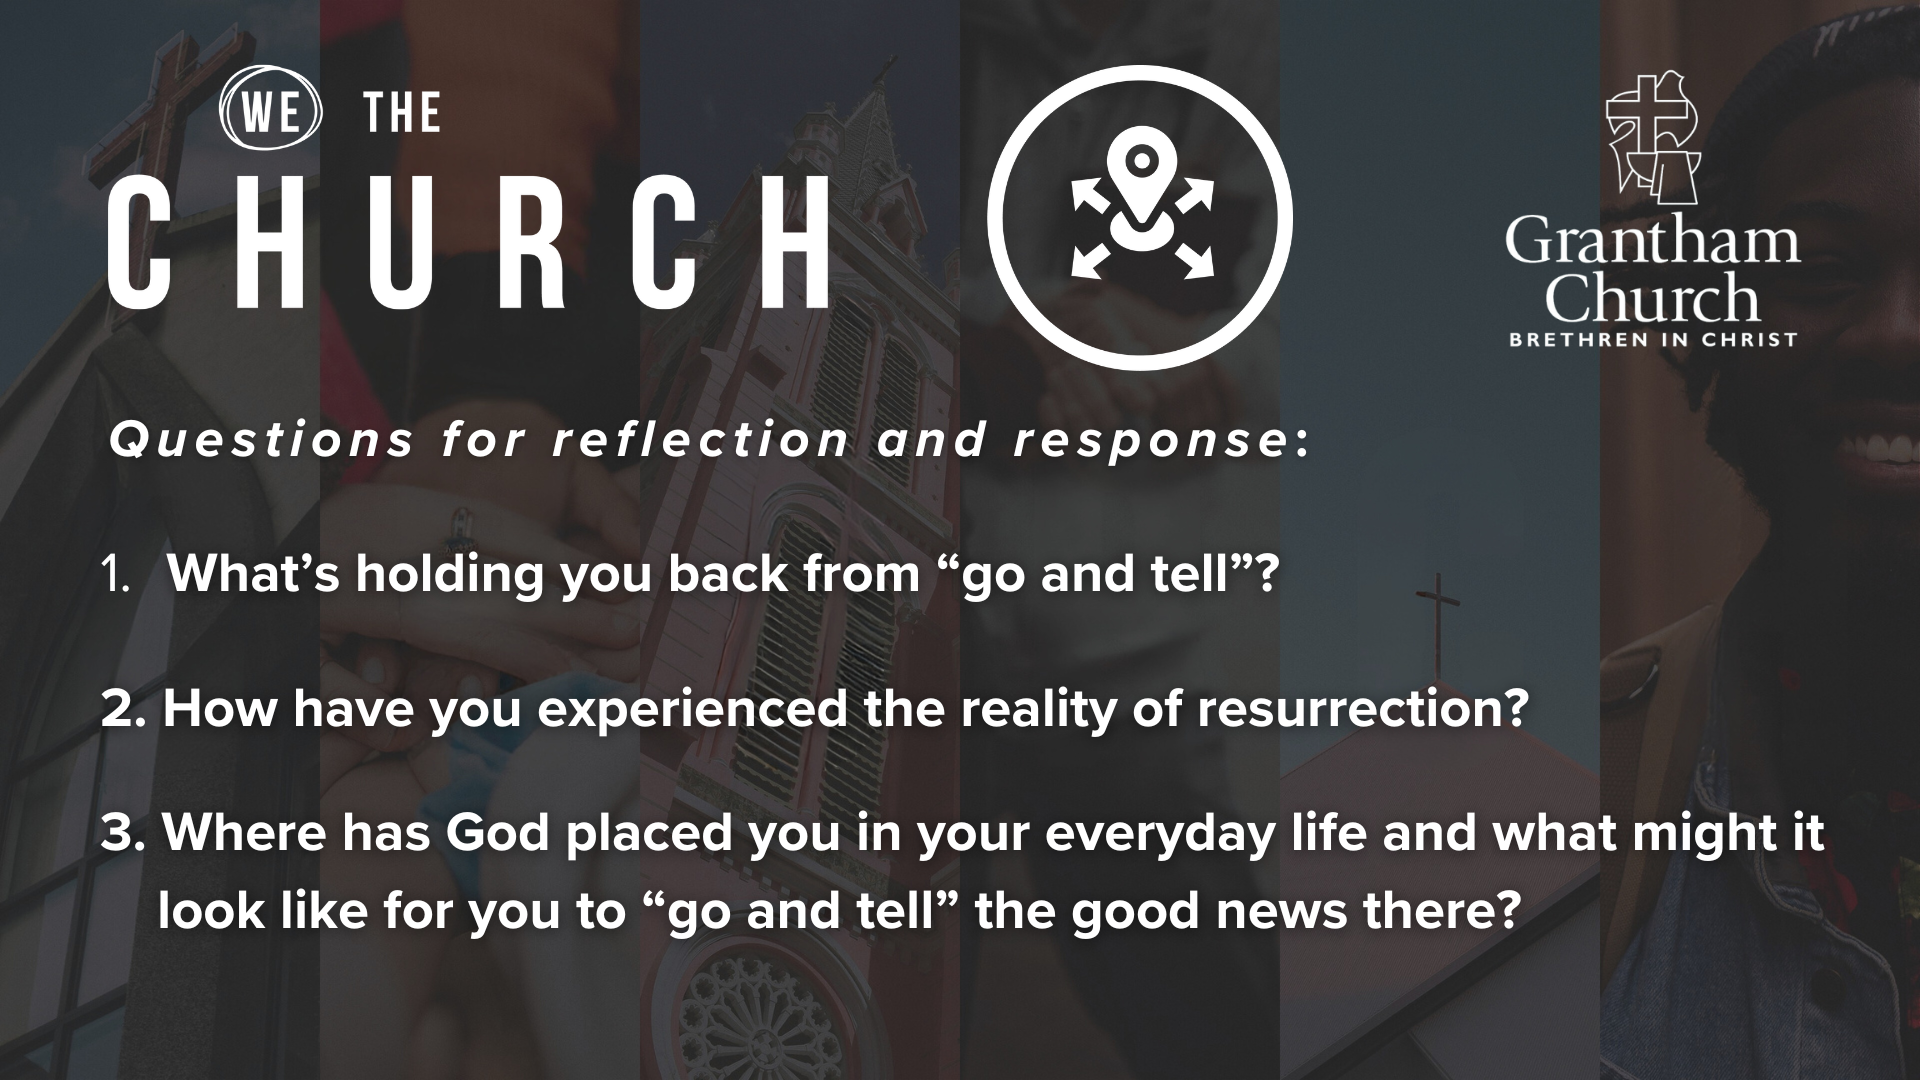 WE THE
CHURCH
Grantham
Church
BRETHREN IN CHRIST
Questions for reflection and response:
1. What’s holding you back from “go and tell”?
2. How have you experienced the reality of resurrection?
3. Where has God placed you in your everyday life and what might it
look like for you to “go and tell” the good news there?